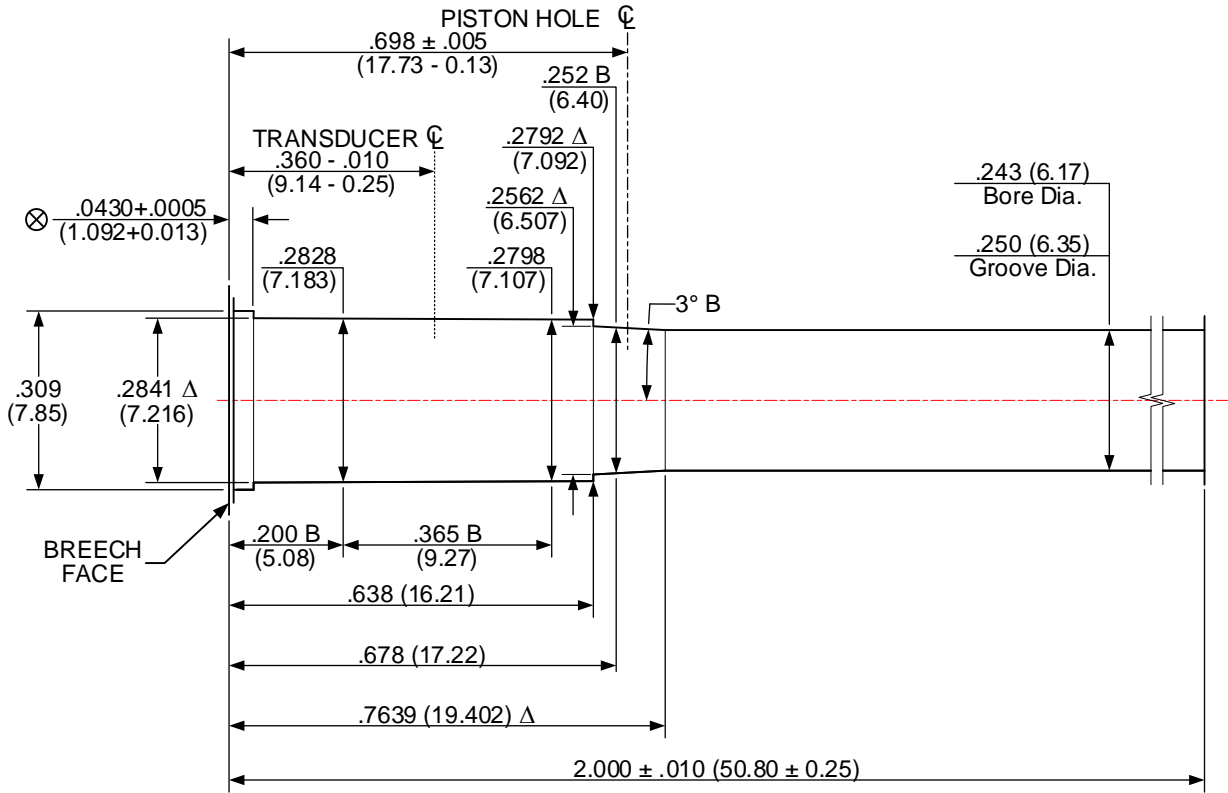 PISTON HOLE ℄
.698 ± .005
(17.73 - 0.13)
.252 B
(6.40)
TRANSDUCER ℄
.360 - .010
(9.14 - 0.25)
.2792 Δ
(7.092)
.243 (6.17)
Bore Dia.
⊗ .0430+.0005
(1.092+0.013)
.2562 Δ
(6.507)
.2828
(7.183)
.2798
(7.107)
.250 (6.35)
Groove Dia.
3° B
.309
(7.85)
.2841 Δ
(7.216)
BREECH
FACE
.200 B
(5.08)
.365 B
(9.27)
.638 (16.21)
.678 (17.22)
.7639 (19.402) Δ
2.000 ± .010 (50.80 ± 0.25)